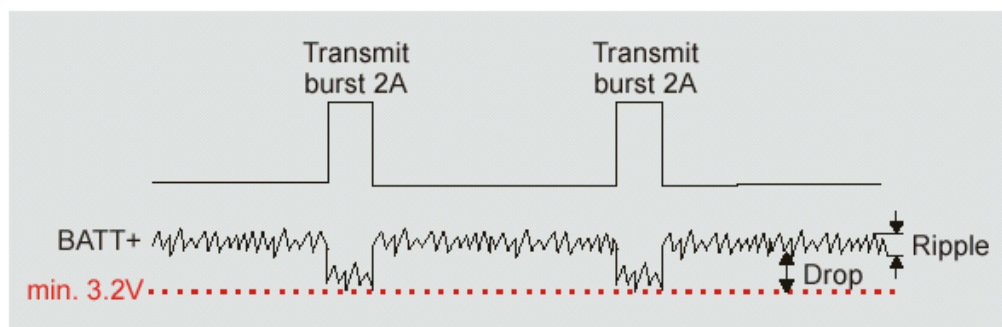 Transmit
burst 2A
Transmit
burst 2A
BATT+
Ripple
Drop
min. 3.2V